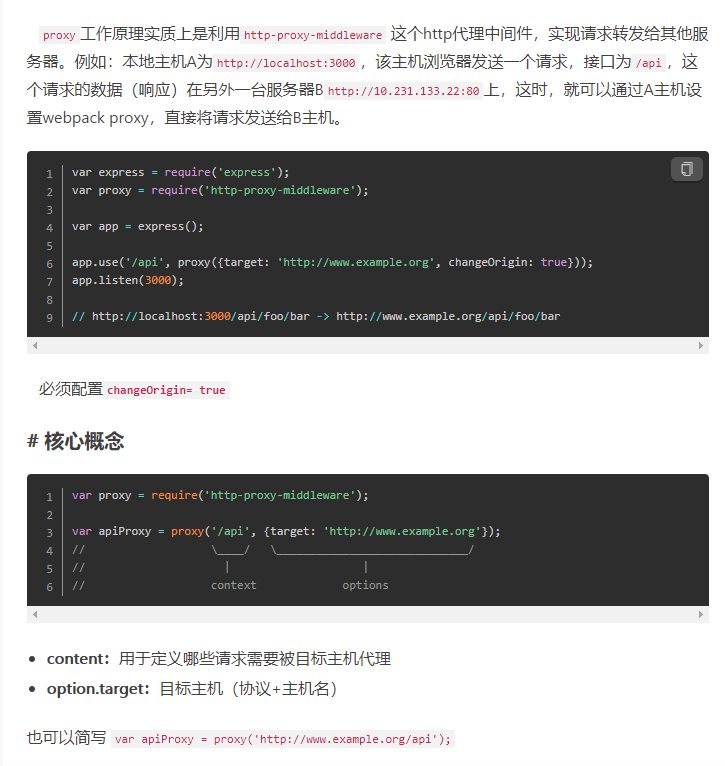 proxy 工作原理实质上是利用 http-proxy-middleware 这个http代理中间件，实现请求转发给其他服
务器。例如：本地主机A为 http://localhost:3000 ，该主机浏览器发送一个请求，接口为 /api ，这
个请求的数据（响应）在另外一台服务器B http://10.231.133.22:80 上，这时，就可以通过A主机设
置webpack proxy，直接将请求发送给B主机。
1 var express = require('express');
2 var proxy = require('http-proxy-middleware');
3
4 var app = express();
5
6 app.use('/api', proxy({target: 'http://www.example.org', changeOrigin: true}));
7 app.listen(3000);
8
9 // http://localhost:3000/api/foo/bar -> http://www.example.org/api/foo/bar
必须配置 changeOrigin= true
# 核心概念
1 var proxy = require('http-proxy-middleware');
2
3 var apiProxy = proxy('/api', {target: 'http://www.example.org'});
4 //                   \____/   \_____________________________/
5 //                     |                    |
6 //                   context             options
• content：用于定义哪些请求需要被目标主机代理
• option.target：目标主机（协议+主机名）
也可以简写 var apiProxy = proxy('http://www.example.org/api');